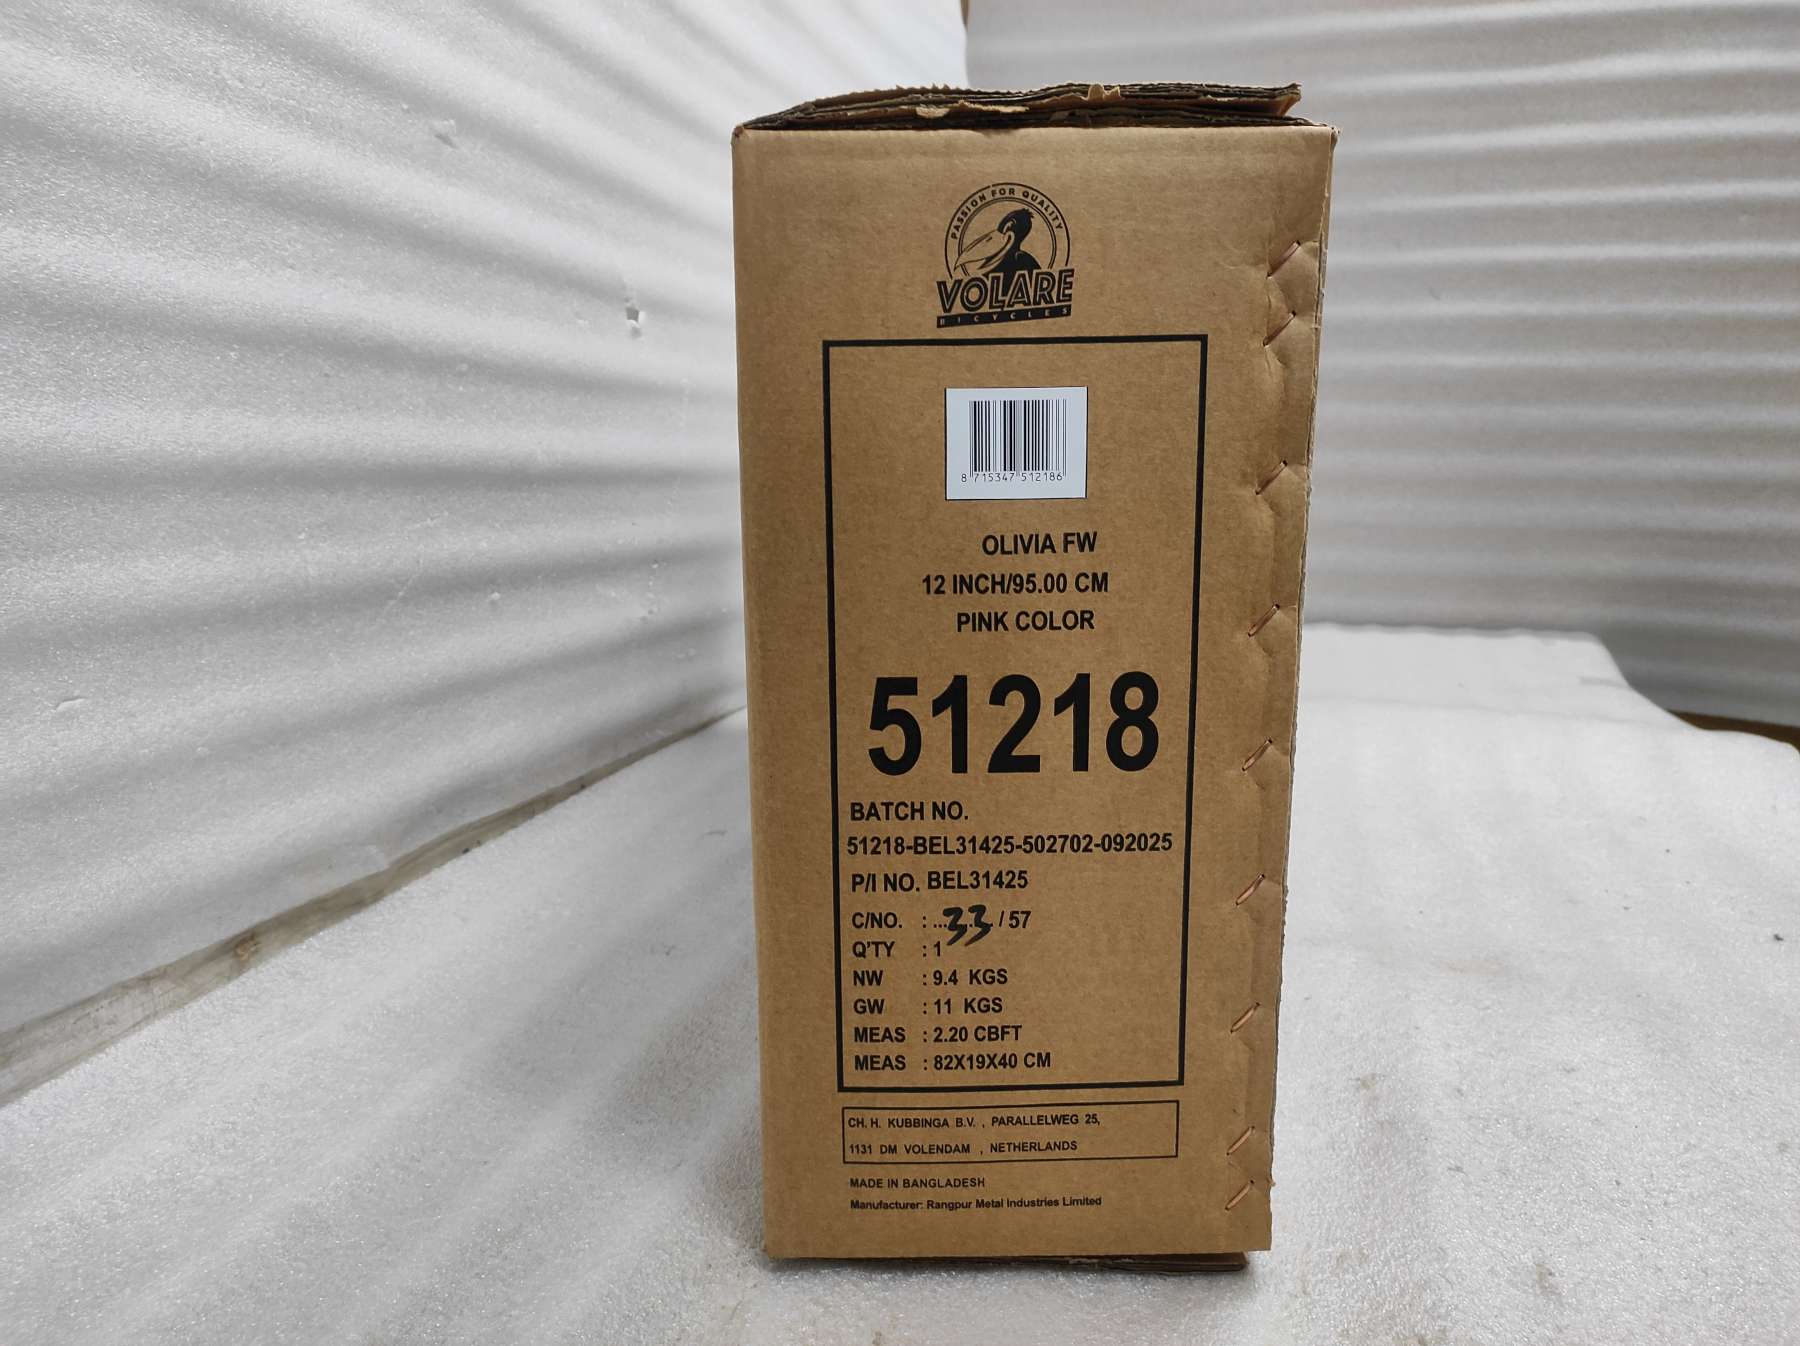 PASSION FOR QUALITY
VOLARE
BICYCLES
8 715347 512186
OLIVIA FW
12 INCH/95.00 CM
PINK COLOR
51218
BATCH NO.
51218-BEL31425-502702-092025
P/I NO. BEL31425
C/NO. : ...33... / 57
Q'TY : 1
NW : 9.4 KGS
GW : 11 KGS
MEAS : 2.20 CBFT
MEAS : 82X19X40 CM
CH. H. KUBBINGA B.V. , PARALLELWEG 25,
1131 DM VOLENDAM , NETHERLANDS
MADE IN BANGLADESH
Manufacturer: Rangpur Metal Industries Limited